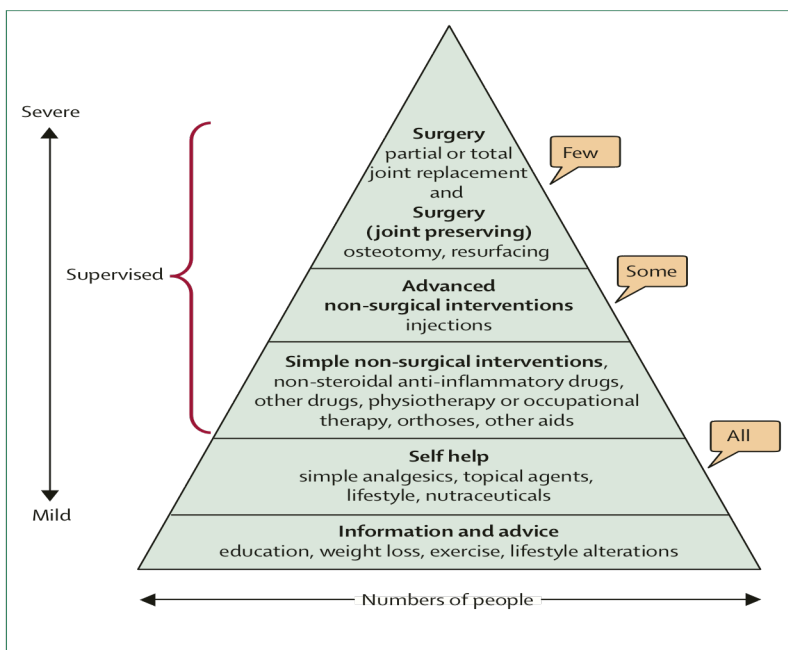 Severe
Supervised
Mild
Surgery
partial or total
joint replacement
and
Surgery
(joint preserving)
osteotomy, resurfacing
Few
Advanced
non-surgical interventions
injections
Some
Simple non-surgical interventions,
non-steroidal anti-inflammatory drugs,
other drugs, physiotherapy or occupational
therapy, orthoses, other aids
All
Self help
simple analgesics, topical agents,
lifestyle, nutraceuticals
Information and advice
education, weight loss, exercise, lifestyle alterations
Numbers of people